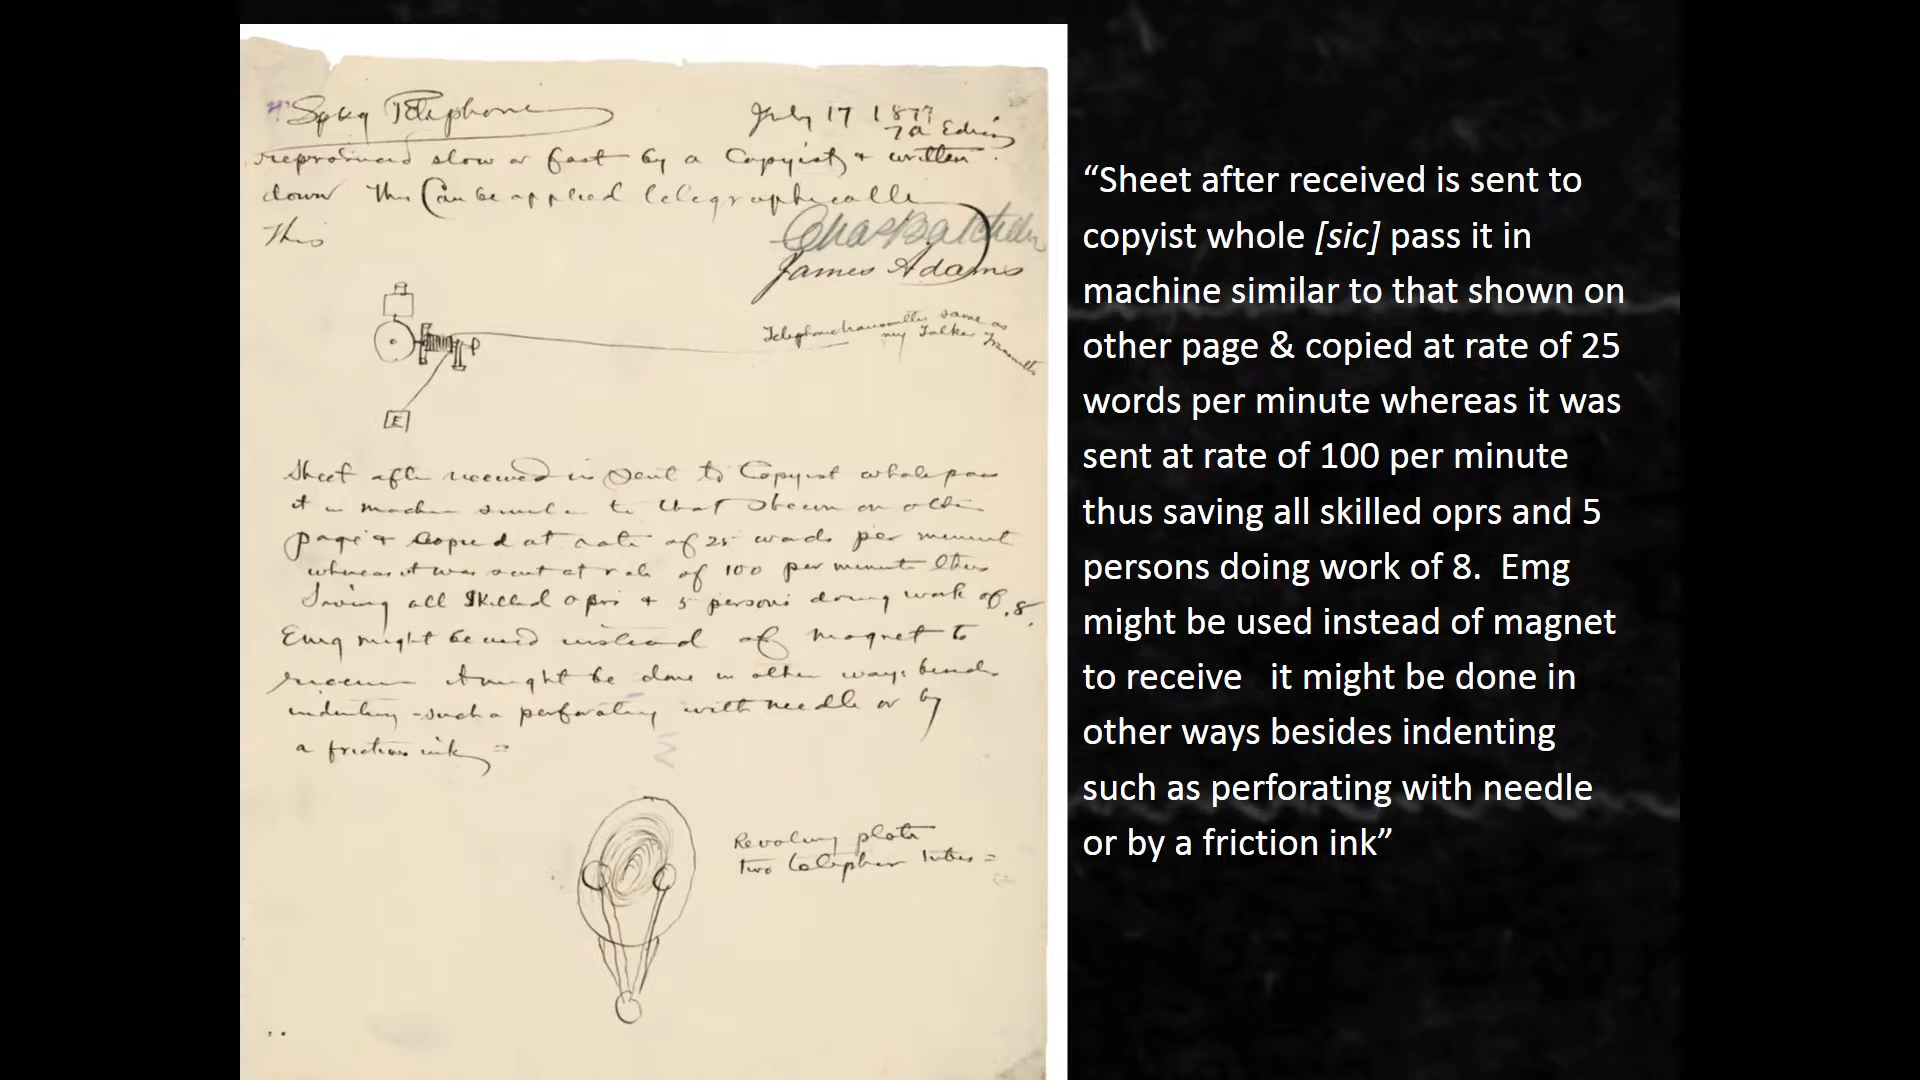 Spkg Telephone
July 17 1877
T A Edison
reproduced slow or fast by a Copyist & written
down this Can be applied telegraphically
this
Chas Batchelor
James Adams
Telephone transmitter same as
my Talker Transmitter
E
Sheet after received is sent to Copyist whole pass
it in machine similar to that shown on other
page & copied at rate of 25 words per minute
whereas it was sent at rate of 100 per minute thus
saving all skilled oprs & 5 persons doing work of 8.
Emg might be used instead of magnet to
receive it might be done in other ways besides
indenting such as perforating with needle or by
a friction ink =
Revolving plate
two telephone tubes =
“Sheet after received is sent to
copyist whole [sic] pass it in
machine similar to that shown on
other page & copied at rate of 25
words per minute whereas it was
sent at rate of 100 per minute
thus saving all skilled oprs and 5
persons doing work of 8.  Emg
might be used instead of magnet
to receive   it might be done in
other ways besides indenting
such as perforating with needle
or by a friction ink”